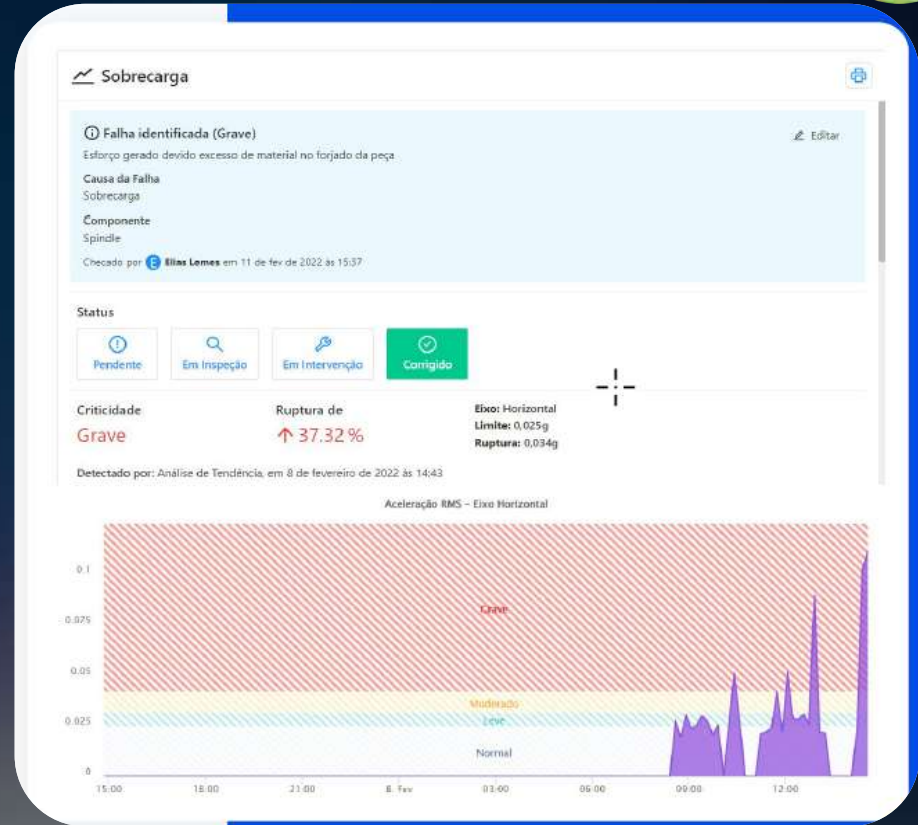 Sobrecarga
Falha identificada (Grave)
Editar
Esforço gerado devido excesso de material no forjado da peça
Causa da Falha
Sobrecarga
Componente
Spindle
Checado por E Elias Lemes em 11 de fev de 2022 às 15:37
Status
Pendente
Em Inspeção
Em Intervenção
Corrigido
Criticidade
Grave
Ruptura de
37.32 %
Eixo: Horizontal
Limite: 0,025g
Ruptura: 0,034g
Detectado por: Análise de Tendência, em 8 de fevereiro de 2022 às 14:43
Aceleração RMS - Eixo Horizontal
0.1
0.075
0.05
0.025
0
Grave
Moderado
Leve
Normal
15:00 18:00 21:00 8. Fev 03:00 06:00 09:00 12:00